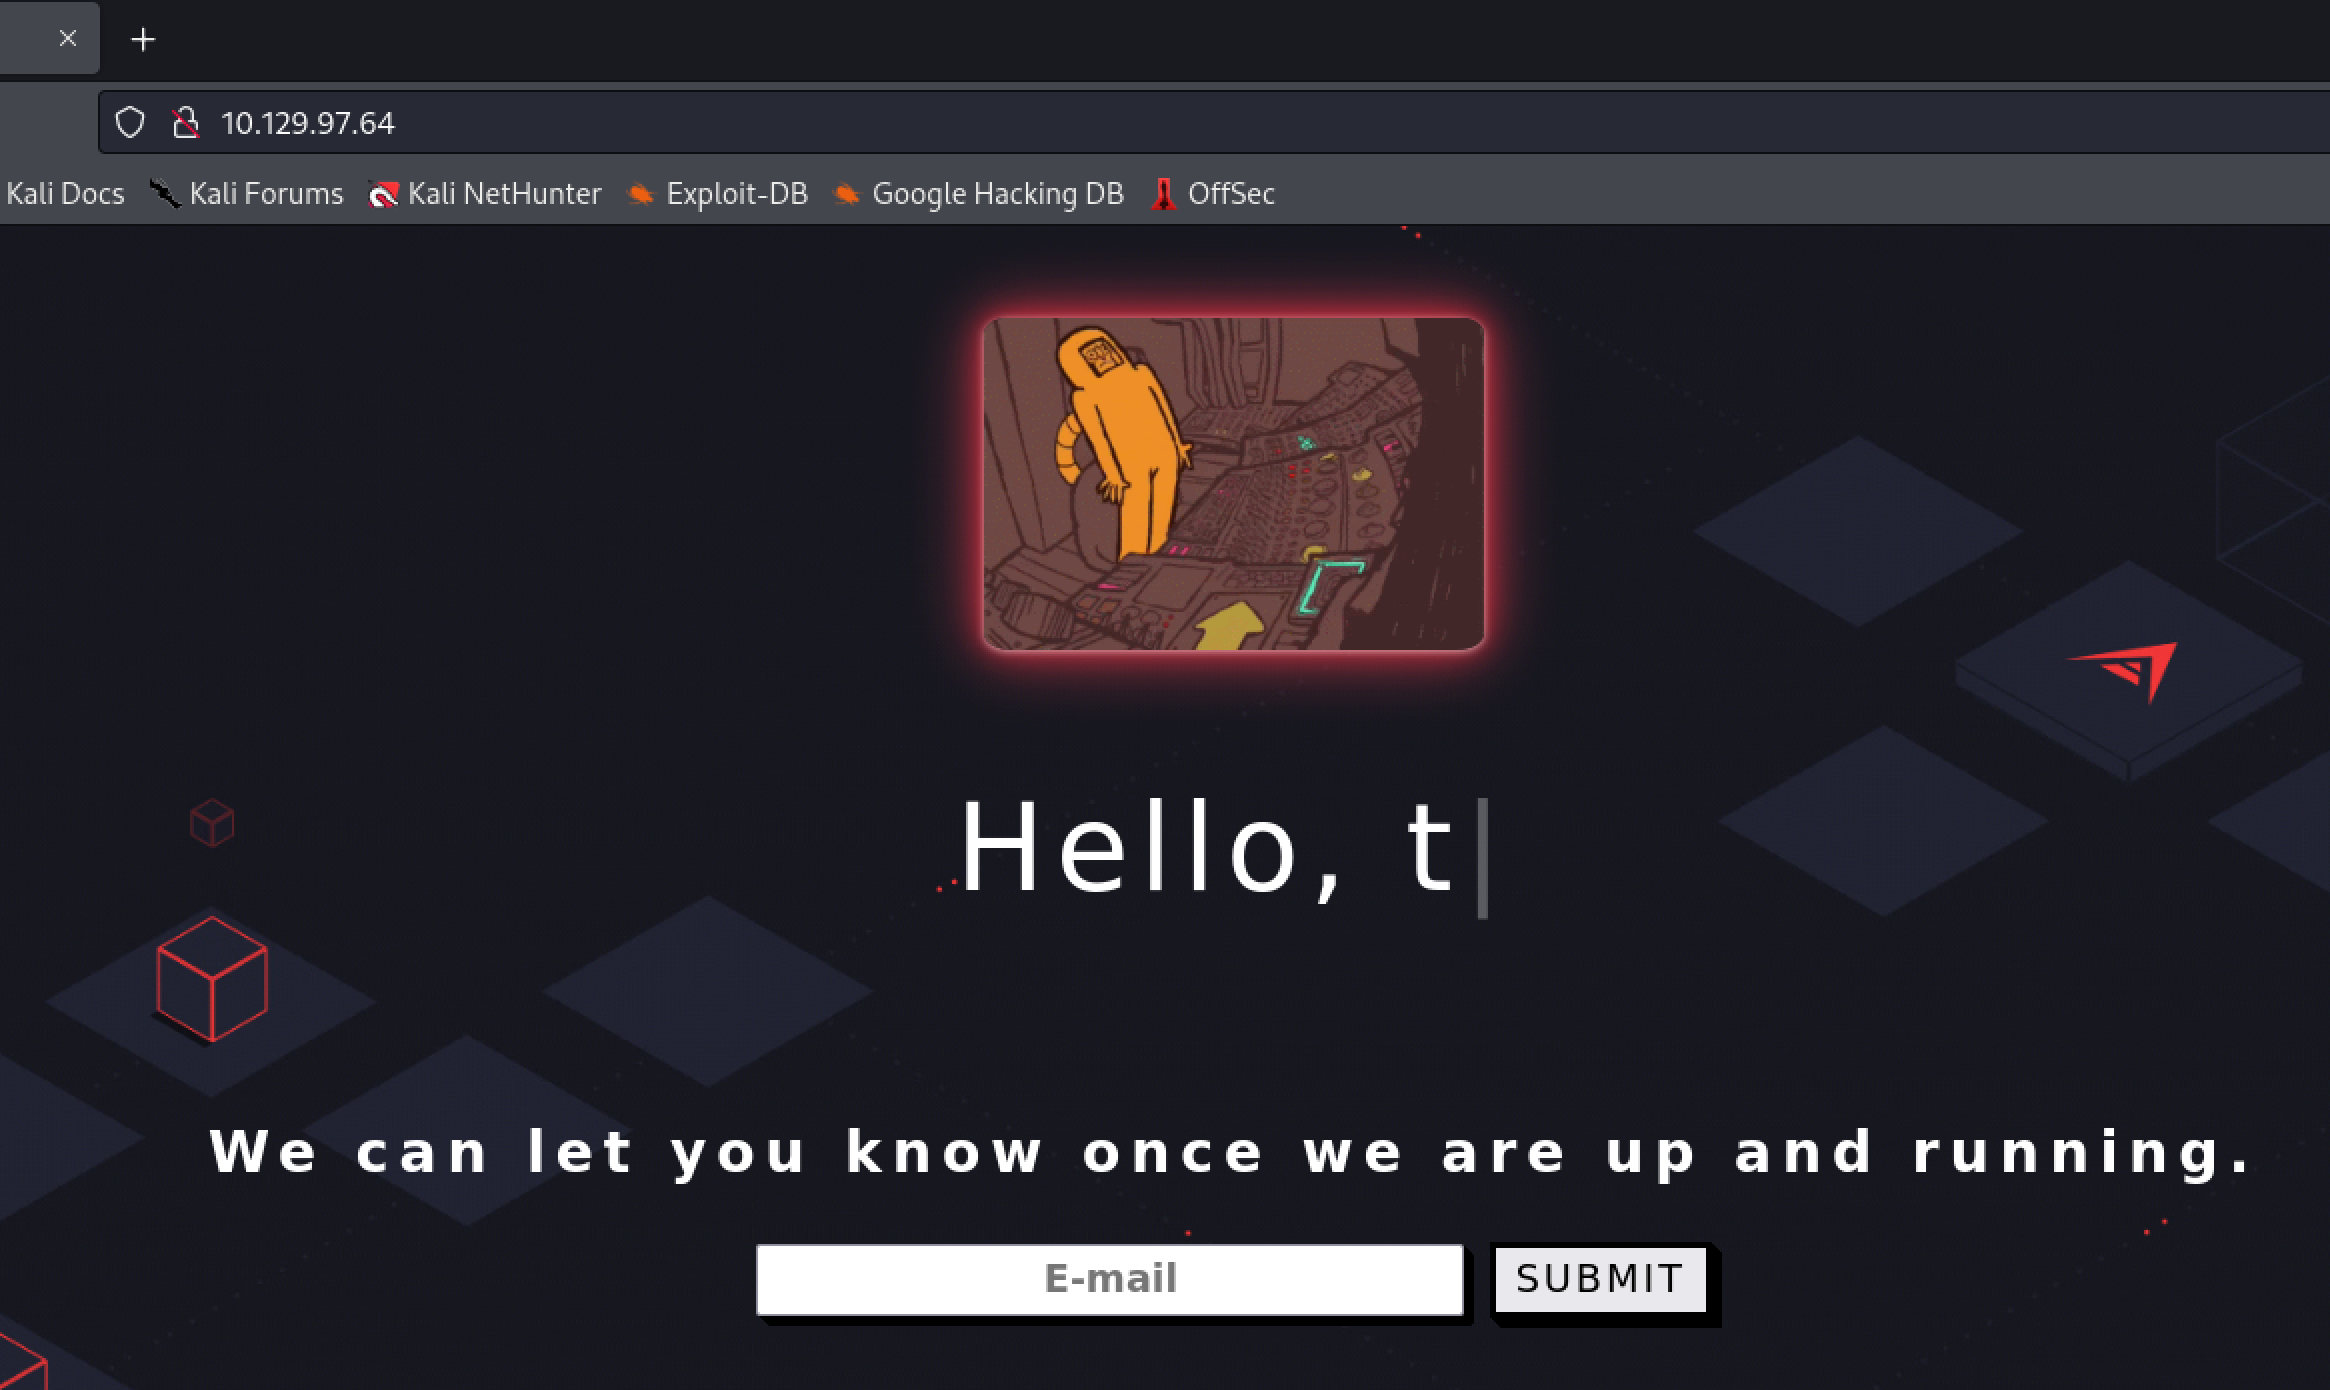 10.129.97.64
Kali Docs Kali Forums Kali NetHunter Exploit-DB Google Hacking DB OffSec
Hello, t
We can let you know once we are up and running.
E-mail SUBMIT